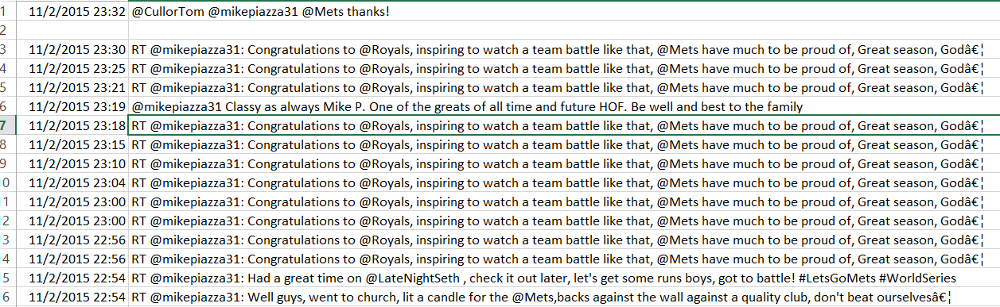 1 11/2/2015 23:32 @CullorTom @mikepiazza31 @Mets thanks!
2
3 11/2/2015 23:30 RT @mikepiazza31: Congratulations to @Royals, inspiring to watch a team battle like that, @Mets have much to be proud of, Great season, Godâ€¦
4 11/2/2015 23:25 RT @mikepiazza31: Congratulations to @Royals, inspiring to watch a team battle like that, @Mets have much to be proud of, Great season, Godâ€¦
5 11/2/2015 23:21 RT @mikepiazza31: Congratulations to @Royals, inspiring to watch a team battle like that, @Mets have much to be proud of, Great season, Godâ€¦
6 11/2/2015 23:19 @mikepiazza31 Classy as always Mike P. One of the greats of all time and future HOF. Be well and best to the family
7 11/2/2015 23:18 RT @mikepiazza31: Congratulations to @Royals, inspiring to watch a team battle like that, @Mets have much to be proud of, Great season, Godâ€¦
8 11/2/2015 23:15 RT @mikepiazza31: Congratulations to @Royals, inspiring to watch a team battle like that, @Mets have much to be proud of, Great season, Godâ€¦
9 11/2/2015 23:10 RT @mikepiazza31: Congratulations to @Royals, inspiring to watch a team battle like that, @Mets have much to be proud of, Great season, Godâ€¦
10 11/2/2015 23:04 RT @mikepiazza31: Congratulations to @Royals, inspiring to watch a team battle like that, @Mets have much to be proud of, Great season, Godâ€¦
11 11/2/2015 23:00 RT @mikepiazza31: Congratulations to @Royals, inspiring to watch a team battle like that, @Mets have much to be proud of, Great season, Godâ€¦
12 11/2/2015 23:00 RT @mikepiazza31: Congratulations to @Royals, inspiring to watch a team battle like that, @Mets have much to be proud of, Great season, Godâ€¦
13 11/2/2015 22:56 RT @mikepiazza31: Congratulations to @Royals, inspiring to watch a team battle like that, @Mets have much to be proud of, Great season, Godâ€¦
14 11/2/2015 22:56 RT @mikepiazza31: Congratulations to @Royals, inspiring to watch a team battle like that, @Mets have much to be proud of, Great season, Godâ€¦
15 11/2/2015 22:54 RT @mikepiazza31: Had a great time on @LateNightSeth , check it out later, let's get some runs boys, got to battle! #LetsGoMets #WorldSeries
16 11/2/2015 22:54 RT @mikepiazza31: Well guys, went to church, lit a candle for the @Mets,backs against the wall against a quality club, don't beat ourselvesâ€¦